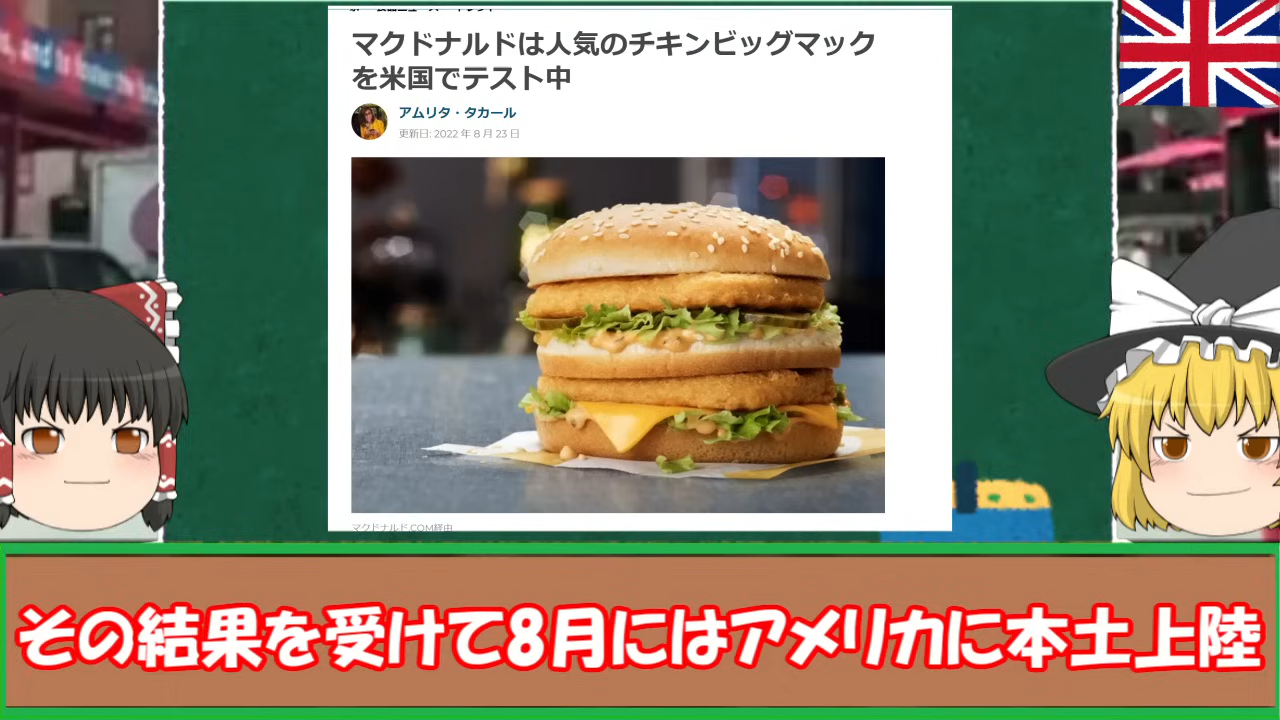 マクドナルドは人気のチキンビッグマック
を米国でテスト中
アムリタ・タカール
更新日: 2022 年 8 月 23 日
マクドナルド.COM経由
その結果を受けて8月にはアメリカに本土上陸